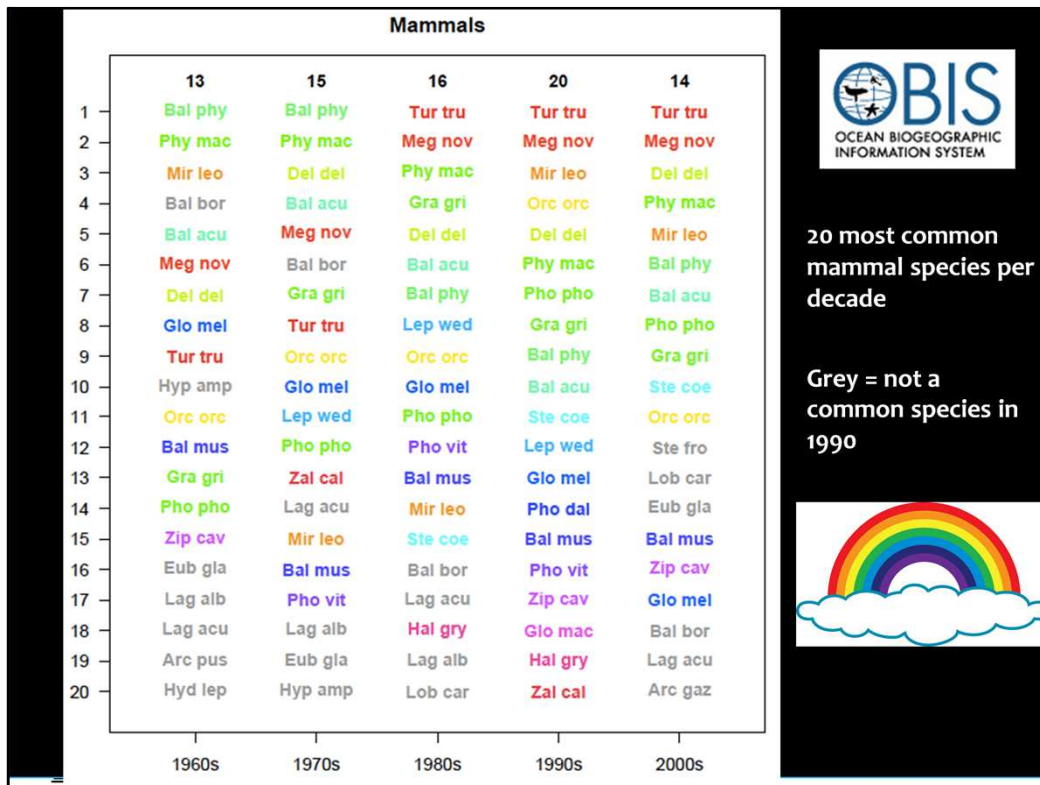 Mammals
13 15 16 20 14
1 Bal phy Bal phy Tur tru Tur tru Tur tru
2 Phy mac Phy mac Meg nov Meg nov Meg nov
3 Mir leo Del del Phy mac Mir leo Del del
4 Bal bor Bal acu Gra gri Orc orc Phy mac
5 Bal acu Meg nov Del del Del del Mir leo
6 Meg nov Bal bor Bal acu Phy mac Bal phy
7 Del del Gra gri Bal phy Pho pho Bal acu
8 Glo mel Tur tru Lep wed Gra gri Pho pho
9 Tur tru Orc orc Orc orc Bal phy Gra gri
10 Hyp amp Glo mel Glo mel Bal acu Ste coe
11 Orc orc Lep wed Pho pho Ste coe Orc orc
12 Bal mus Pho pho Pho vit Lep wed Ste fro
13 Gra gri Zal cal Bal mus Glo mel Lob car
14 Pho pho Lag acu Mir leo Pho dal Eub gla
15 Zip cav Mir leo Ste coe Bal mus Bal mus
16 Eub gla Bal mus Bal bor Pho vit Zip cav
17 Lag alb Pho vit Lag acu Zip cav Glo mel
18 Lag acu Lag alb Hal gry Glo mac Bal bor
19 Arc pus Eub gla Lag alb Hal gry Lag acu
20 Hyd lep Hyp amp Lob car Zal cal Arc gaz
1960s 1970s 1980s 1990s 2000s
OBIS
OCEAN BIOGEOGRAPHIC
INFORMATION SYSTEM
20 most common
mammal species per
decade
Grey = not a
common species in
1990